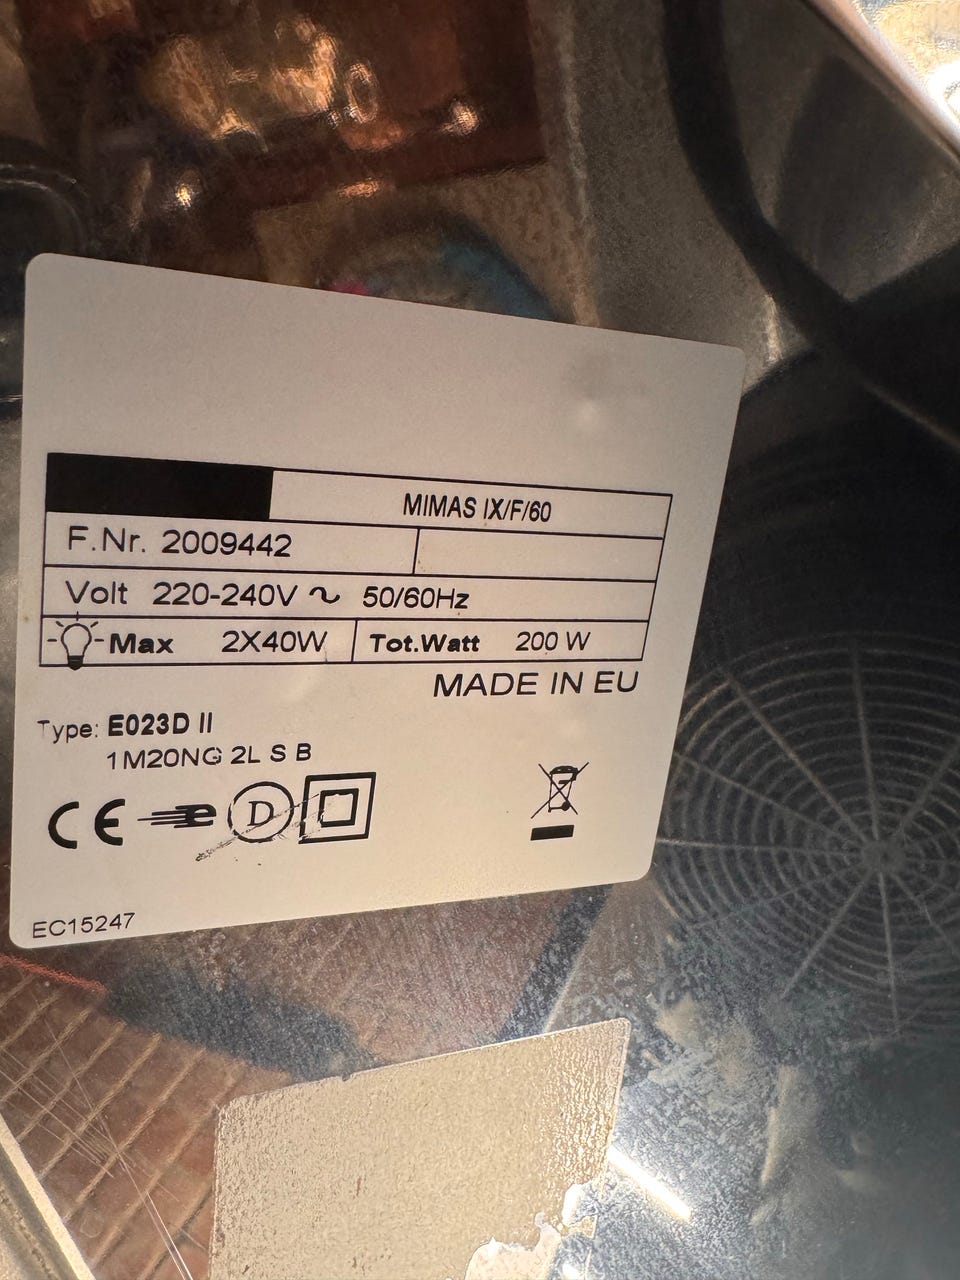 MIMAS IX/F/60
F.Nr. 2009442
Volt 220-240V ~ 50/60Hz
Max 2X40W Tot.Watt 200 W
MADE IN EU
Type: E023D II
1M20NG 2L S B
CE e D
EC15247